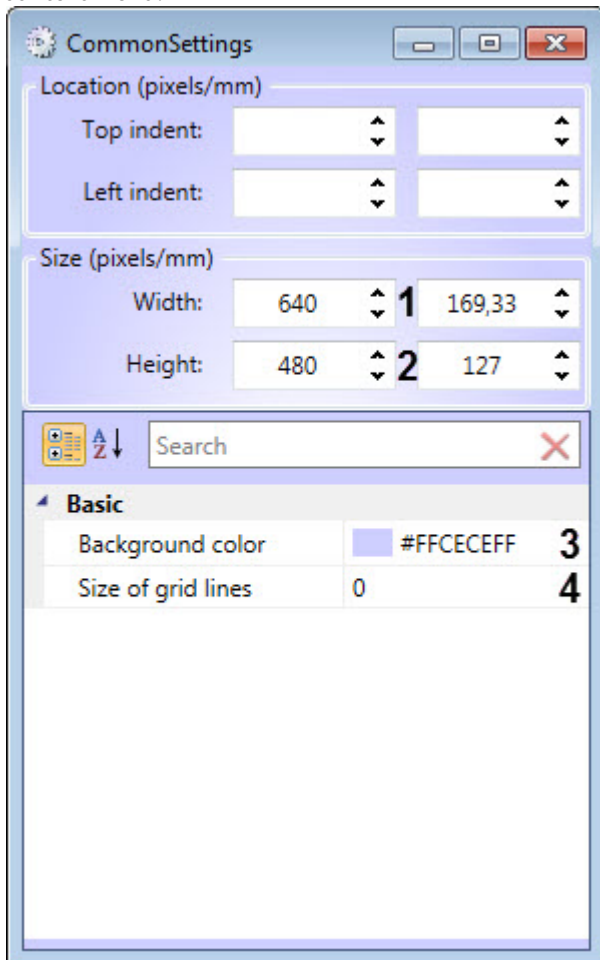 CommonSettings
Location (pixels/mm)
Top indent:
Left indent:
Size (pixels/mm)
Width: 640 1 169,33
Height: 480 2 127
A Z Search
Basic
Background color #FFCECEFF 3
Size of grid lines 0 4